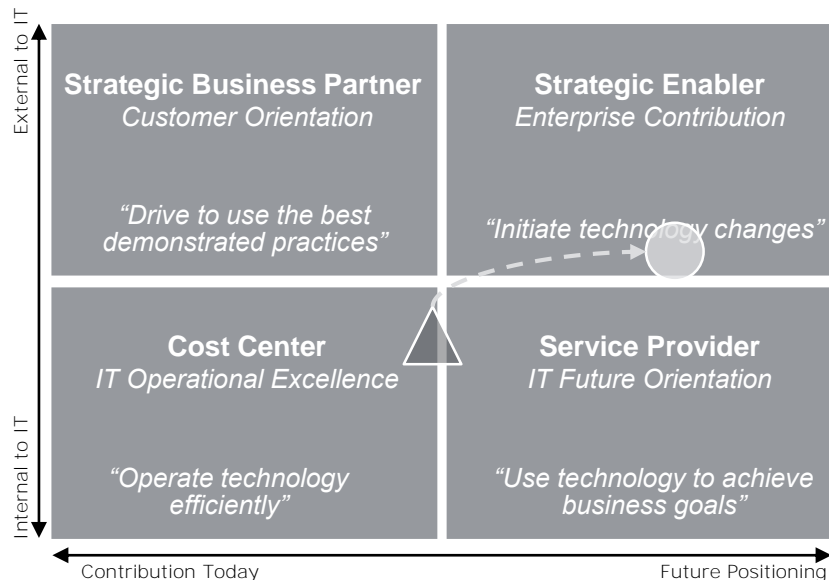 External to IT
Strategic Business Partner
Customer Orientation
“Drive to use the best
demonstrated practices”
Strategic Enabler
Enterprise Contribution
“Initiate technology changes”
Internal to IT
Cost Center
IT Operational Excellence
“Operate technology
efficiently”
Service Provider
IT Future Orientation
“Use technology to achieve
business goals”
Contribution Today
Future Positioning